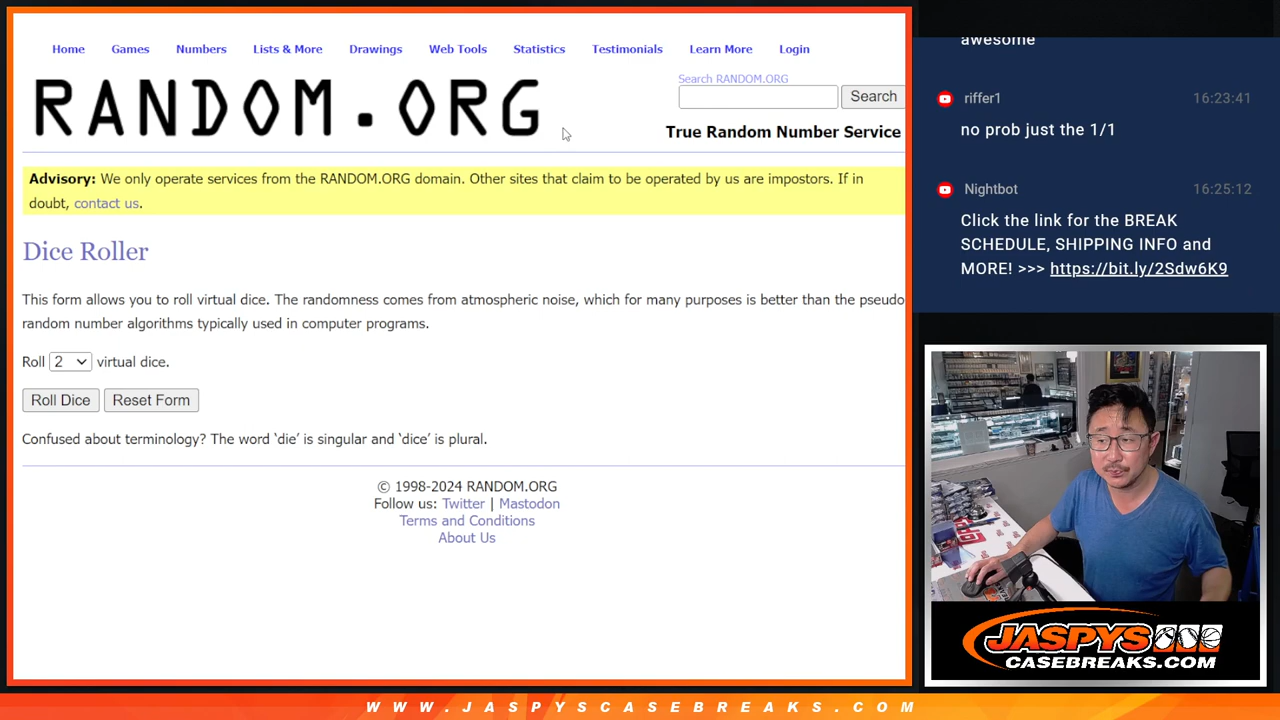 Home Games Numbers Lists & More Drawings Web Tools Statistics Testimonials Learn More Login
RANDOM.ORG
Search RANDOM.ORG
Search
True Random Number Service
Advisory: We only operate services from the RANDOM.ORG domain. Other sites that claim to be operated by us are impostors. If in
doubt, contact us.
Dice Roller
This form allows you to roll virtual dice. The randomness comes from atmospheric noise, which for many purposes is better than the pseudo
random number algorithms typically used in computer programs.
Roll 2 virtual dice.
Roll Dice Reset Form
Confused about terminology? The word ‘die’ is singular and ‘dice’ is plural.
© 1998-2024 RANDOM.ORG
Follow us: Twitter | Mastodon
Terms and Conditions
About Us
awesome
riffer1 16:23:41
no prob just the 1/1
Nightbot 16:25:12
Click the link for the BREAK
SCHEDULE, SHIPPING INFO and
MORE! >>> https://bit.ly/2Sdw6K9
JASPYS
CASEBREAKS.COM
WWW.JASPYSCASEBREAKS.COM